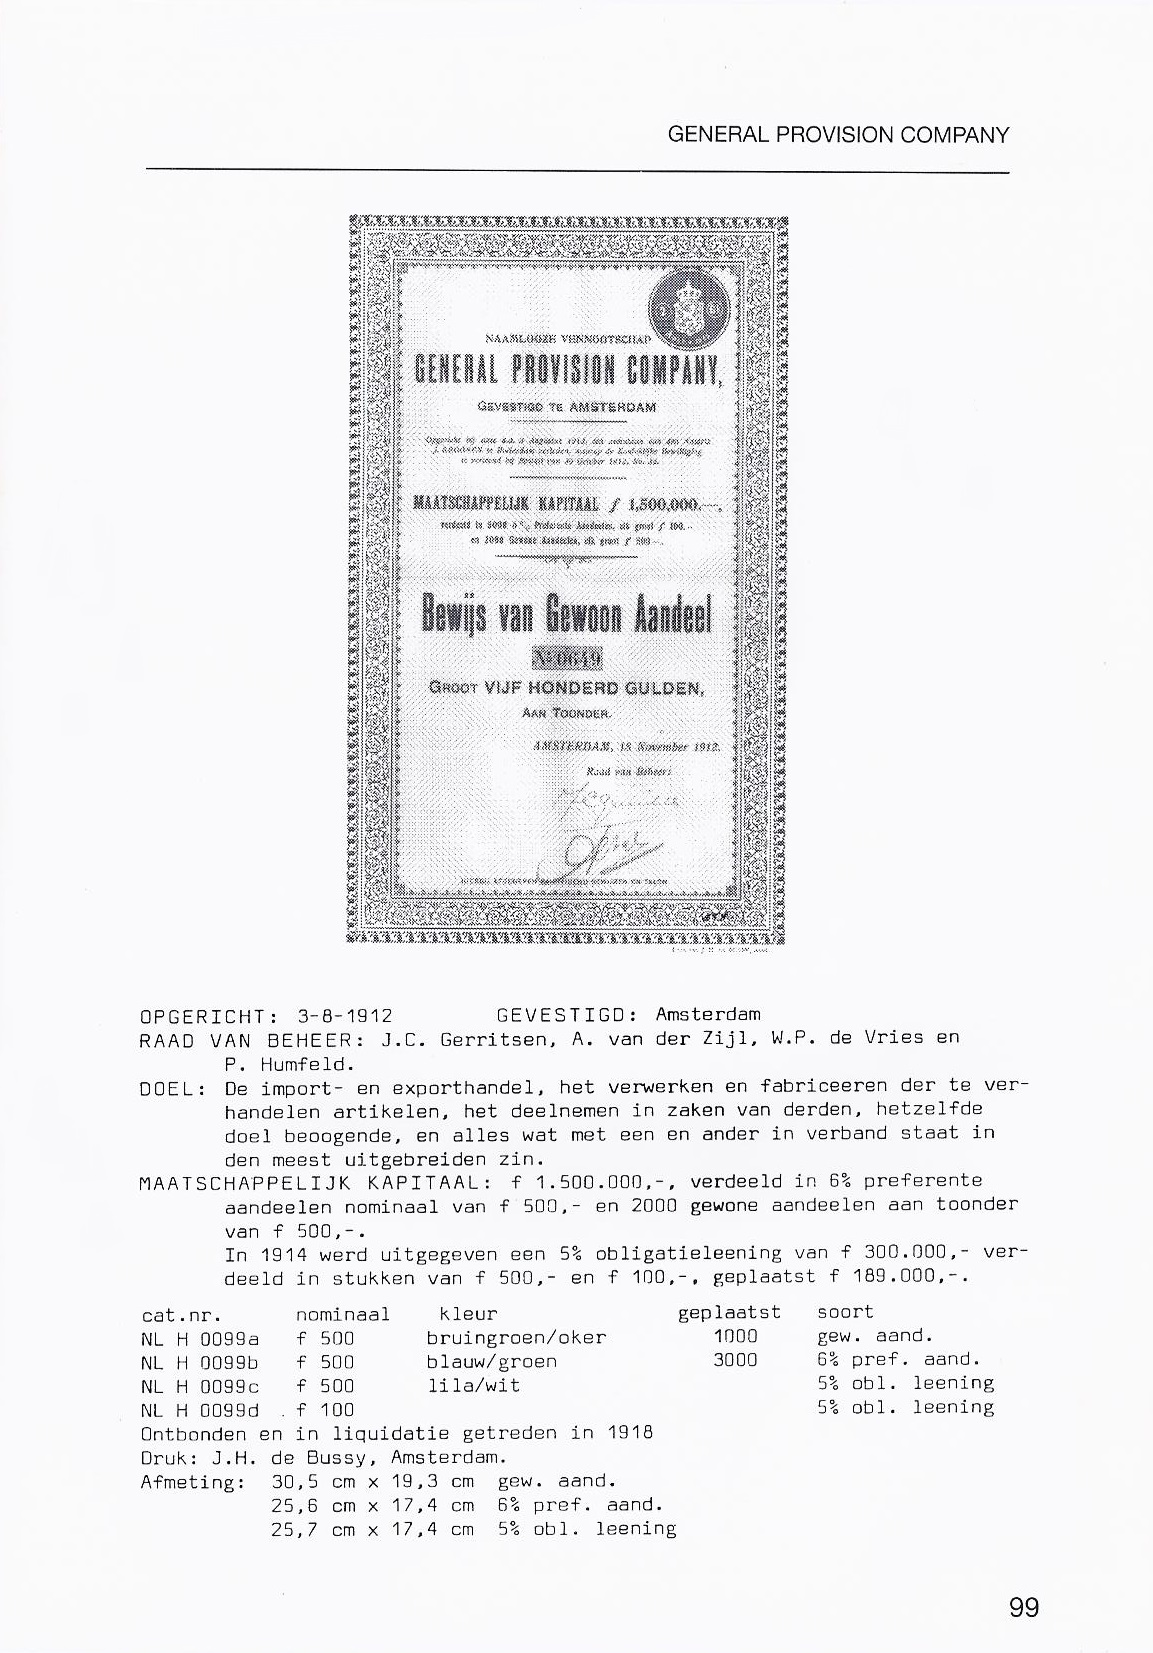 GENERAL PROVISION COMPANY
NAAMLOOZE VENNOOTSCHAP
GENERAL PROVISION COMPANY,
GEVESTIGD TE AMSTERDAM
MAATSCHAPPELIJK KAPITAAL ƒ 1,500,000.—,
Bewijs van Gewoon Aandeel
No 0649
GROOT VIJF HONDERD GULDEN,
AAN TOONDER.
AMSTERDAM, 15 November 1912.
Raad van Beheer:
OPGERICHT: 3-8-1912 GEVESTIGD: Amsterdam
RAAD VAN BEHEER: J.C. Gerritsen, A. van der Zijl, W.P. de Vries en
P. Humfeld.
DOEL: De import- en exporthandel, het verwerken en fabriceeren der te ver-
handelen artikelen, het deelnemen in zaken van derden, hetzelfde
doel beoogende, en alles wat met een en ander in verband staat in
den meest uitgebreiden zin.
MAATSCHAPPELIJK KAPITAAL: f 1.500.000,-, verdeeld in 6% preferente
aandeelen nominaal van f 500,- en 2000 gewone aandeelen aan toonder
van f 500,-.
In 1914 werd uitgegeven een 5% obligatieleening van f 300.000,- ver-
deeld in stukken van f 500,- en f 100,-, geplaatst f 189.000,-.
cat.nr. nominaal kleur geplaatst soort
NL H 0099a f 500 bruingroen/oker 1000 gew. aand.
NL H 0099b f 500 blauw/groen 3000 6% pref. aand.
NL H 0099c f 500 lila/wit 5% obl. leening
NL H 0099d f 100 5% obl. leening
Ontbonden en in liquidatie getreden in 1918
Druk: J.H. de Bussy, Amsterdam.
Afmeting: 30,5 cm x 19,3 cm gew. aand.
25,6 cm x 17,4 cm 6% pref. aand.
25,7 cm x 17,4 cm 5% obl. leening
99